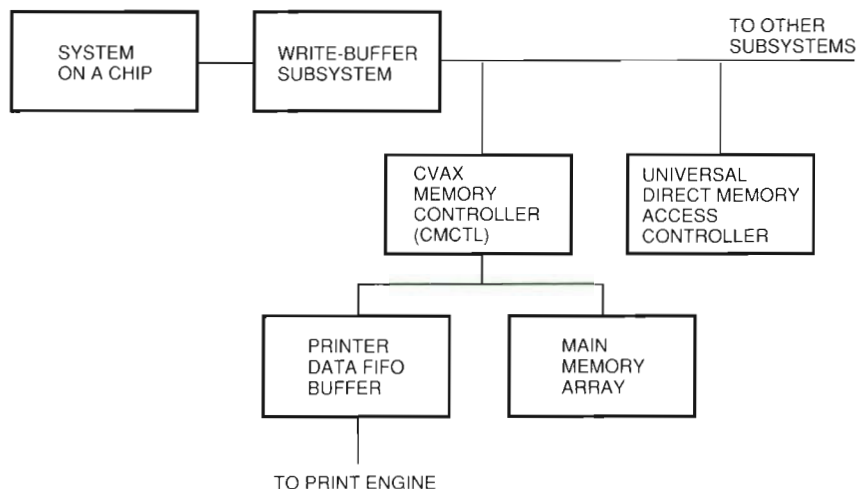 SYSTEM
ON A CHIP
WRITE-BUFFER
SUBSYSTEM
TO OTHER
SUBSYSTEMS
CVAX
MEMORY
CONTROLLER
(CMCTL)
UNIVERSAL
DIRECT MEMORY
ACCESS
CONTROLLER
PRINTER
DATA FIFO
BUFFER
MAIN
MEMORY
ARRAY
TO PRINT ENGINE